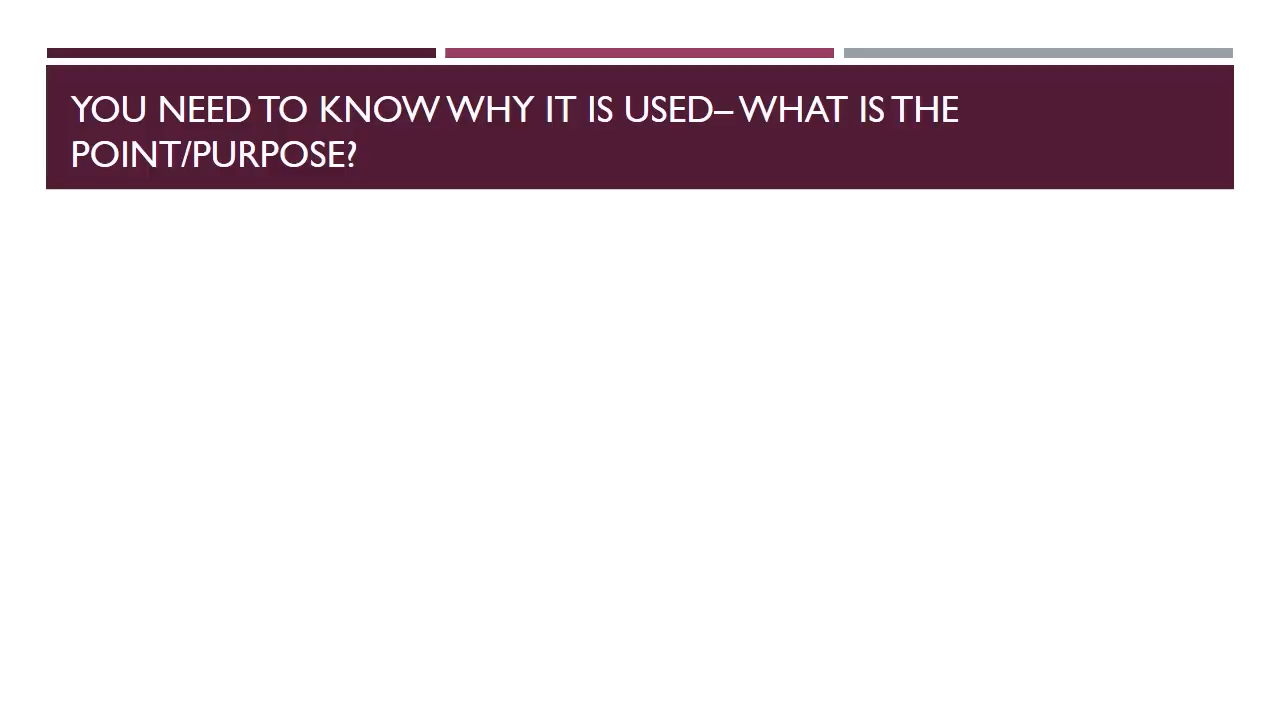 YOU NEED TO KNOW WHY IT IS USED– WHAT IS THE
POINT/PURPOSE?